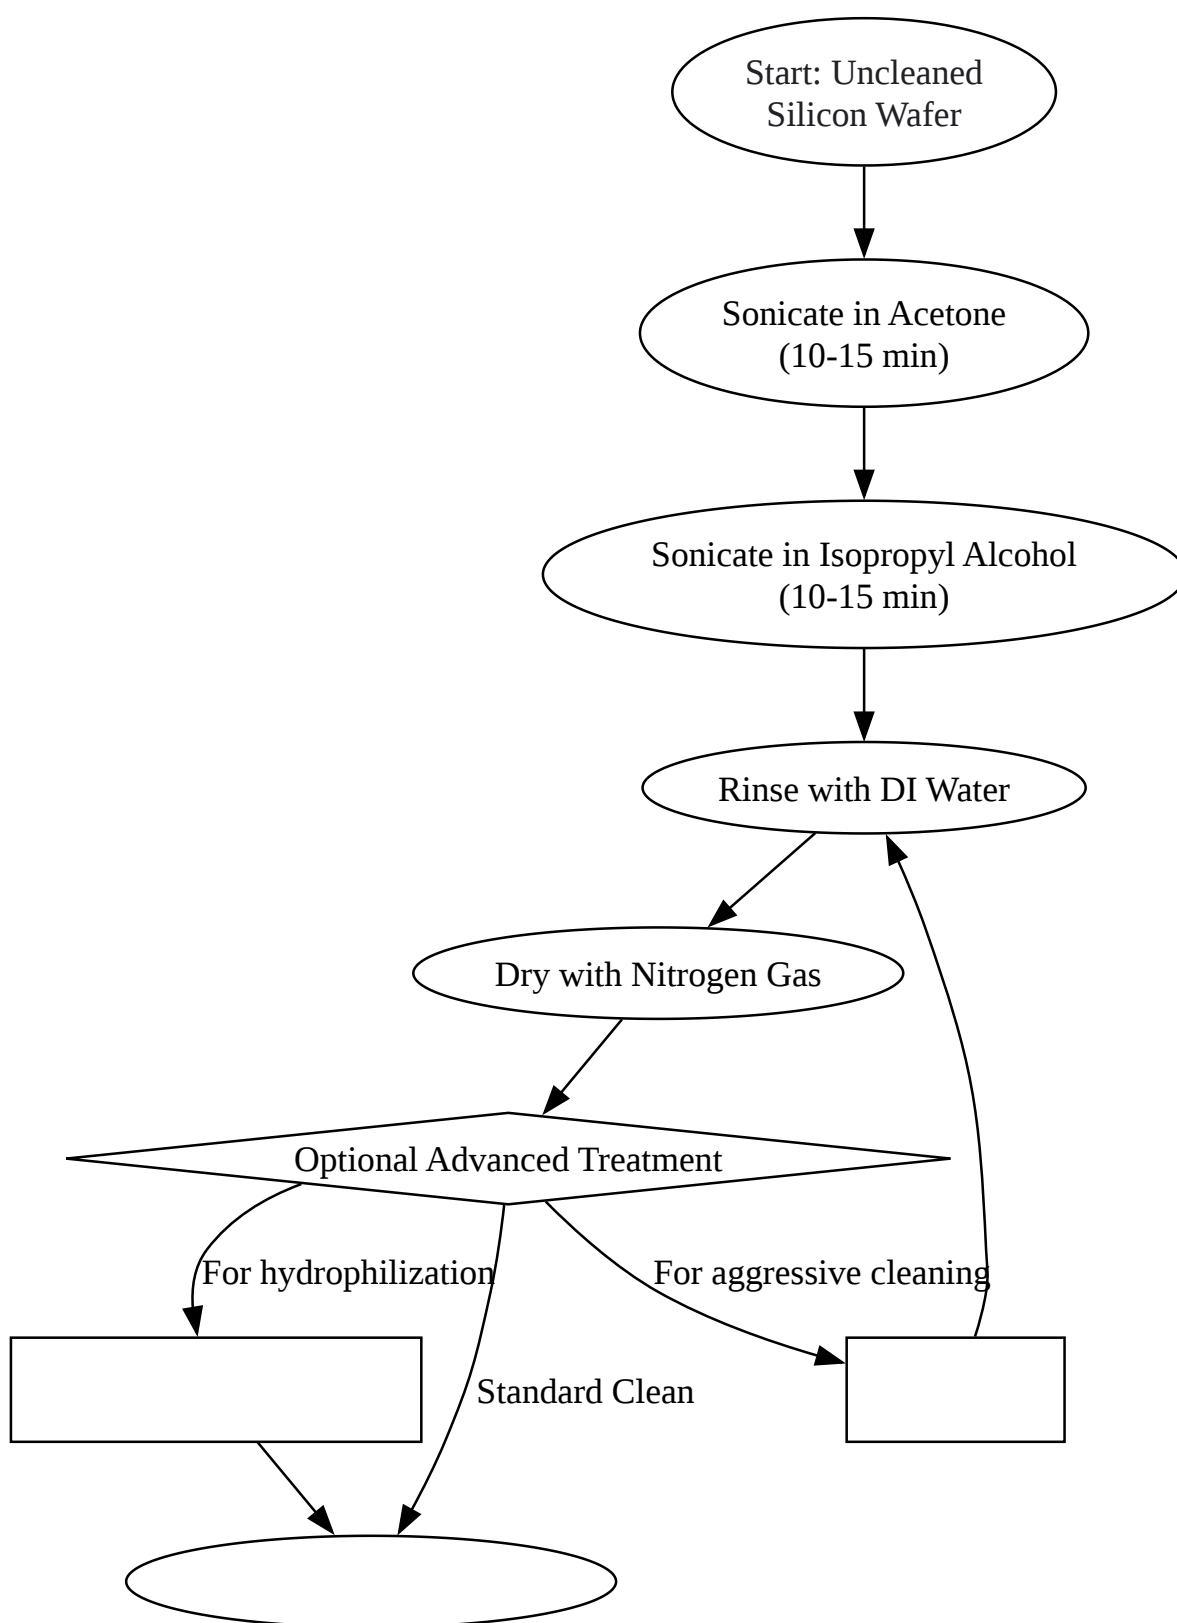 Start: Uncleaned
Silicon Wafer
Sonicate in Acetone
(10-15 min)
Sonicate in Isopropyl Alcohol
(10-15 min)
Rinse with DI Water
Dry with Nitrogen Gas
Optional Advanced Treatment
For hydrophilization
For aggressive cleaning
Standard Clean